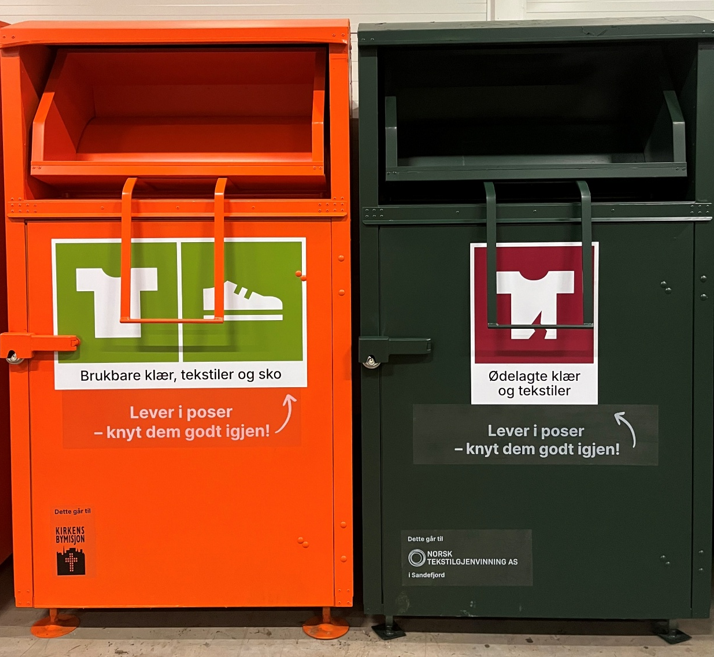 Brukbare klær, tekstiler og sko
Lever i poser
– knyt dem godt igjen!
Dette går til
KIRKENS
BYMISJON
Ødelagte klær
og tekstiler
Lever i poser
– knyt dem godt igjen!
Dette går til
NORSK
TEKSTILGJENVINNING AS
i Sandefjord